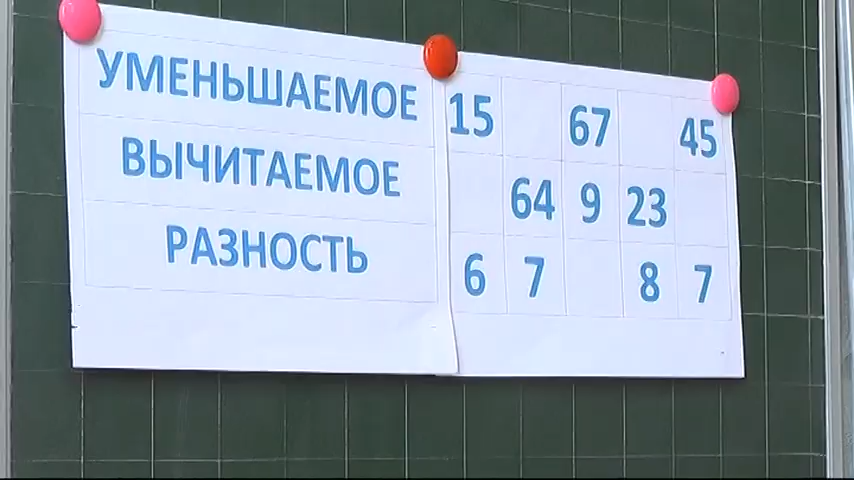 УМЕНЬШАЕМОЕ 15 67 45
ВЫЧИТАЕМОЕ 64 9 23
РАЗНОСТЬ 6 7 8 7